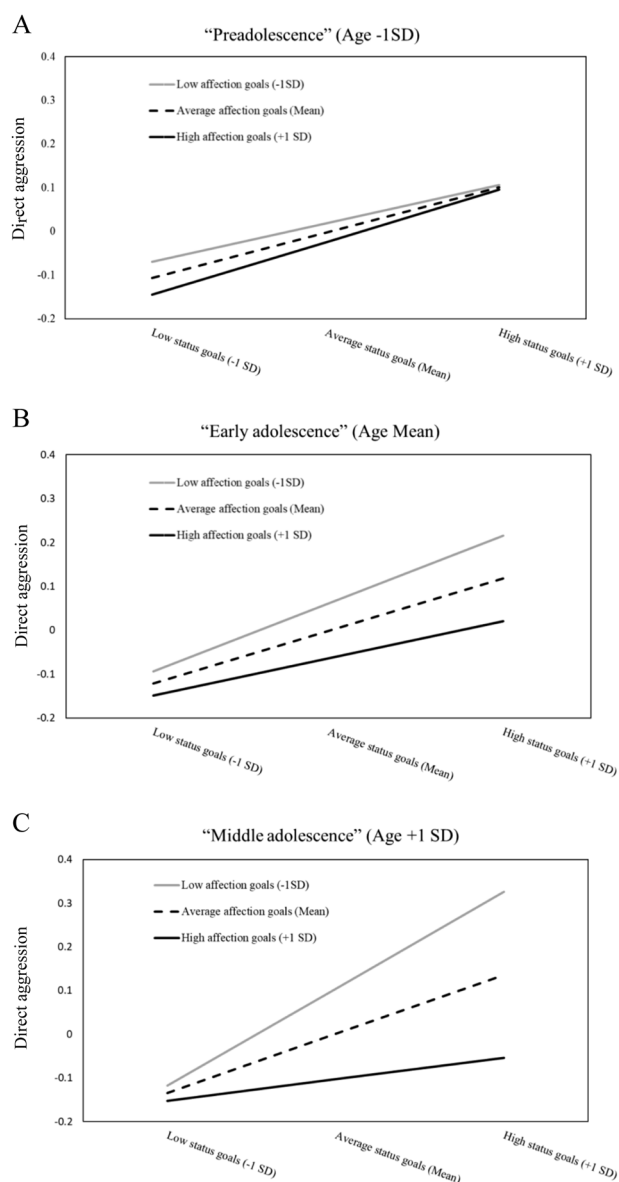 A
“Preadolescence” (Age -1SD)
0.4
0.3
0.2
0.1
0
-0.1
-0.2
Direct aggression
Low affection goals (-1SD)
Average affection goals (Mean)
High affection goals (+1 SD)
Low status goals (-1 SD)
Average status goals (Mean)
High status goals (+1 SD)
B
“Early adolescence” (Age Mean)
0.4
0.3
0.2
0.1
0
-0.1
-0.2
Direct aggression
Low affection goals (-1SD)
Average affection goals (Mean)
High affection goals (+1 SD)
Low status goals (-1 SD)
Average status goals (Mean)
High status goals (+1 SD)
C
“Middle adolescence” (Age +1 SD)
0.4
0.3
0.2
0.1
0
-0.1
-0.2
Direct aggression
Low affection goals (-1SD)
Average affection goals (Mean)
High affection goals (+1 SD)
Low status goals (-1 SD)
Average status goals (Mean)
High status goals (+1 SD)